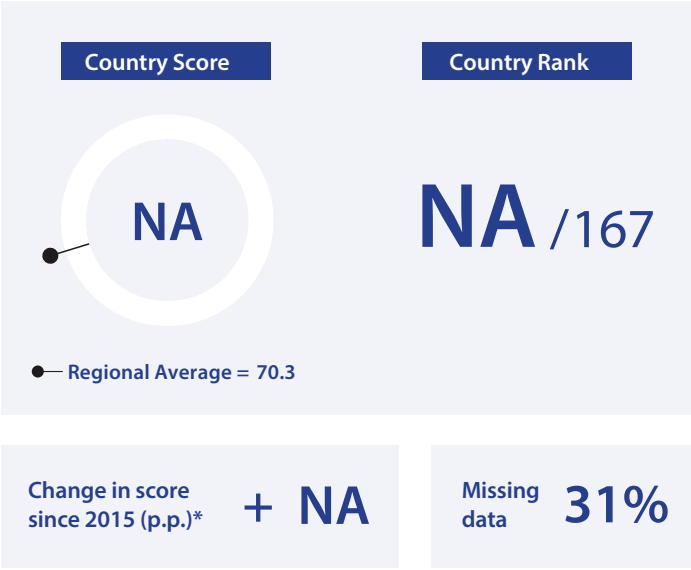 Country Score
Country Rank
NA
NA /167
Regional Average = 70.3
Change in score
since 2015 (p.p.)*
+ NA
Missing
data
31%